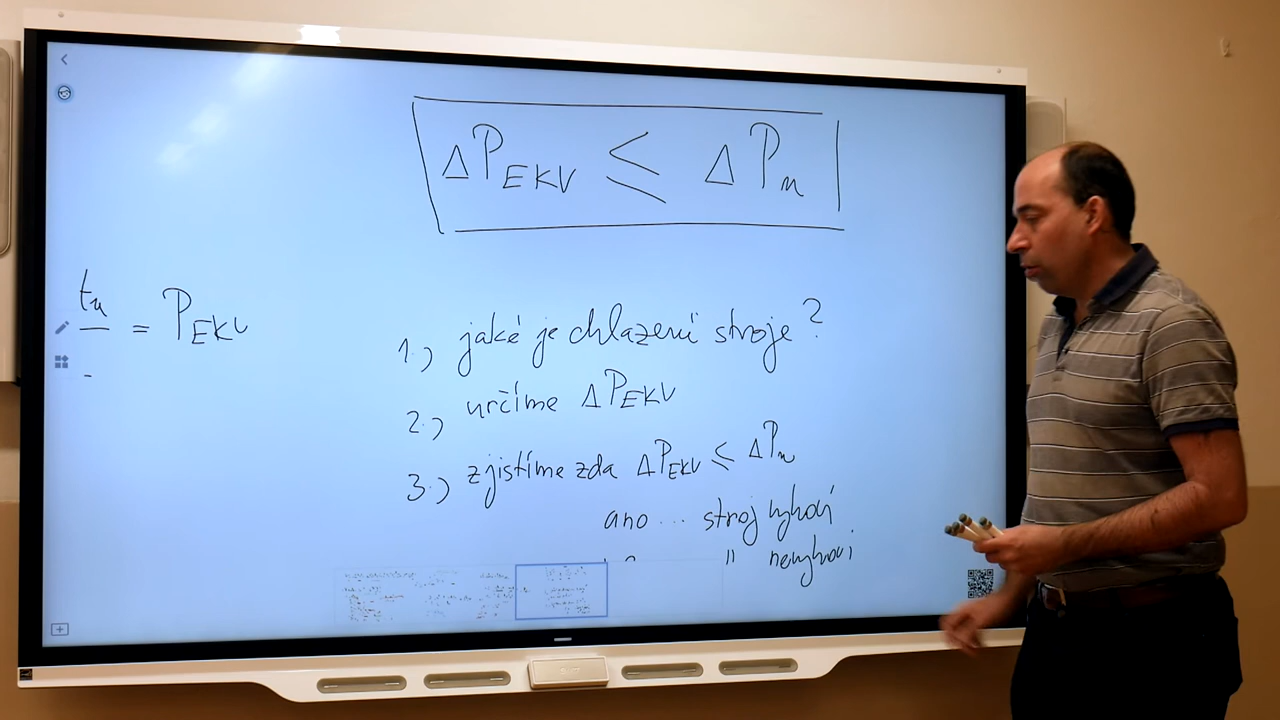 ΔP_EKV ≤ ΔP_n
t_n
— = P_EKV
1.) jaké je chlazení stroje?
2.) určíme ΔP_EKV
3.) zjistíme zda ΔP_EKV ≤ ΔP_n
ano ... stroj vyhoví
" nevyhoví